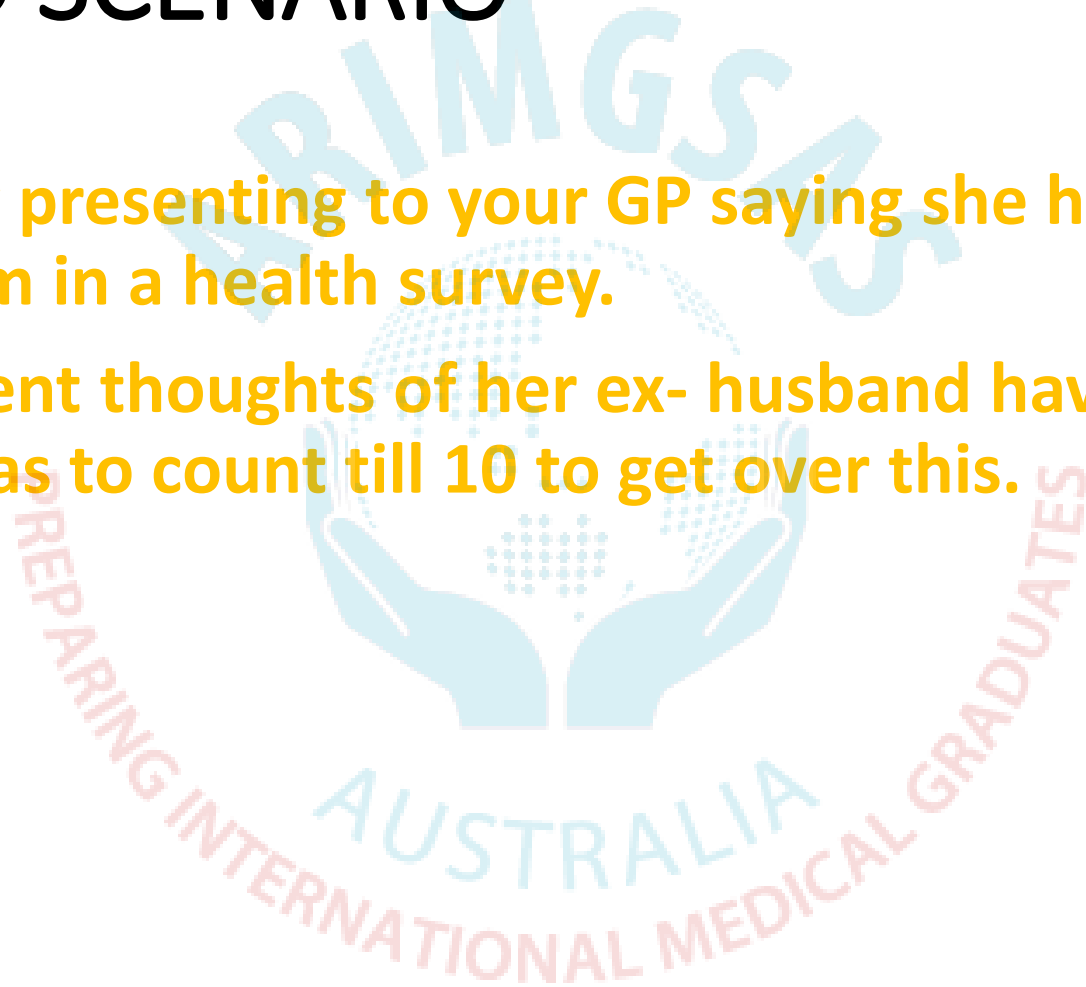 SCENARIO
presenting to your GP saying she h
m in a health survey.
ent thoughts of her ex- husband hav
as to count till 10 to get over this.
ARIMGSAS
AUSTRALIA
PREPARING INTERNATIONAL MEDICAL GRADUATES